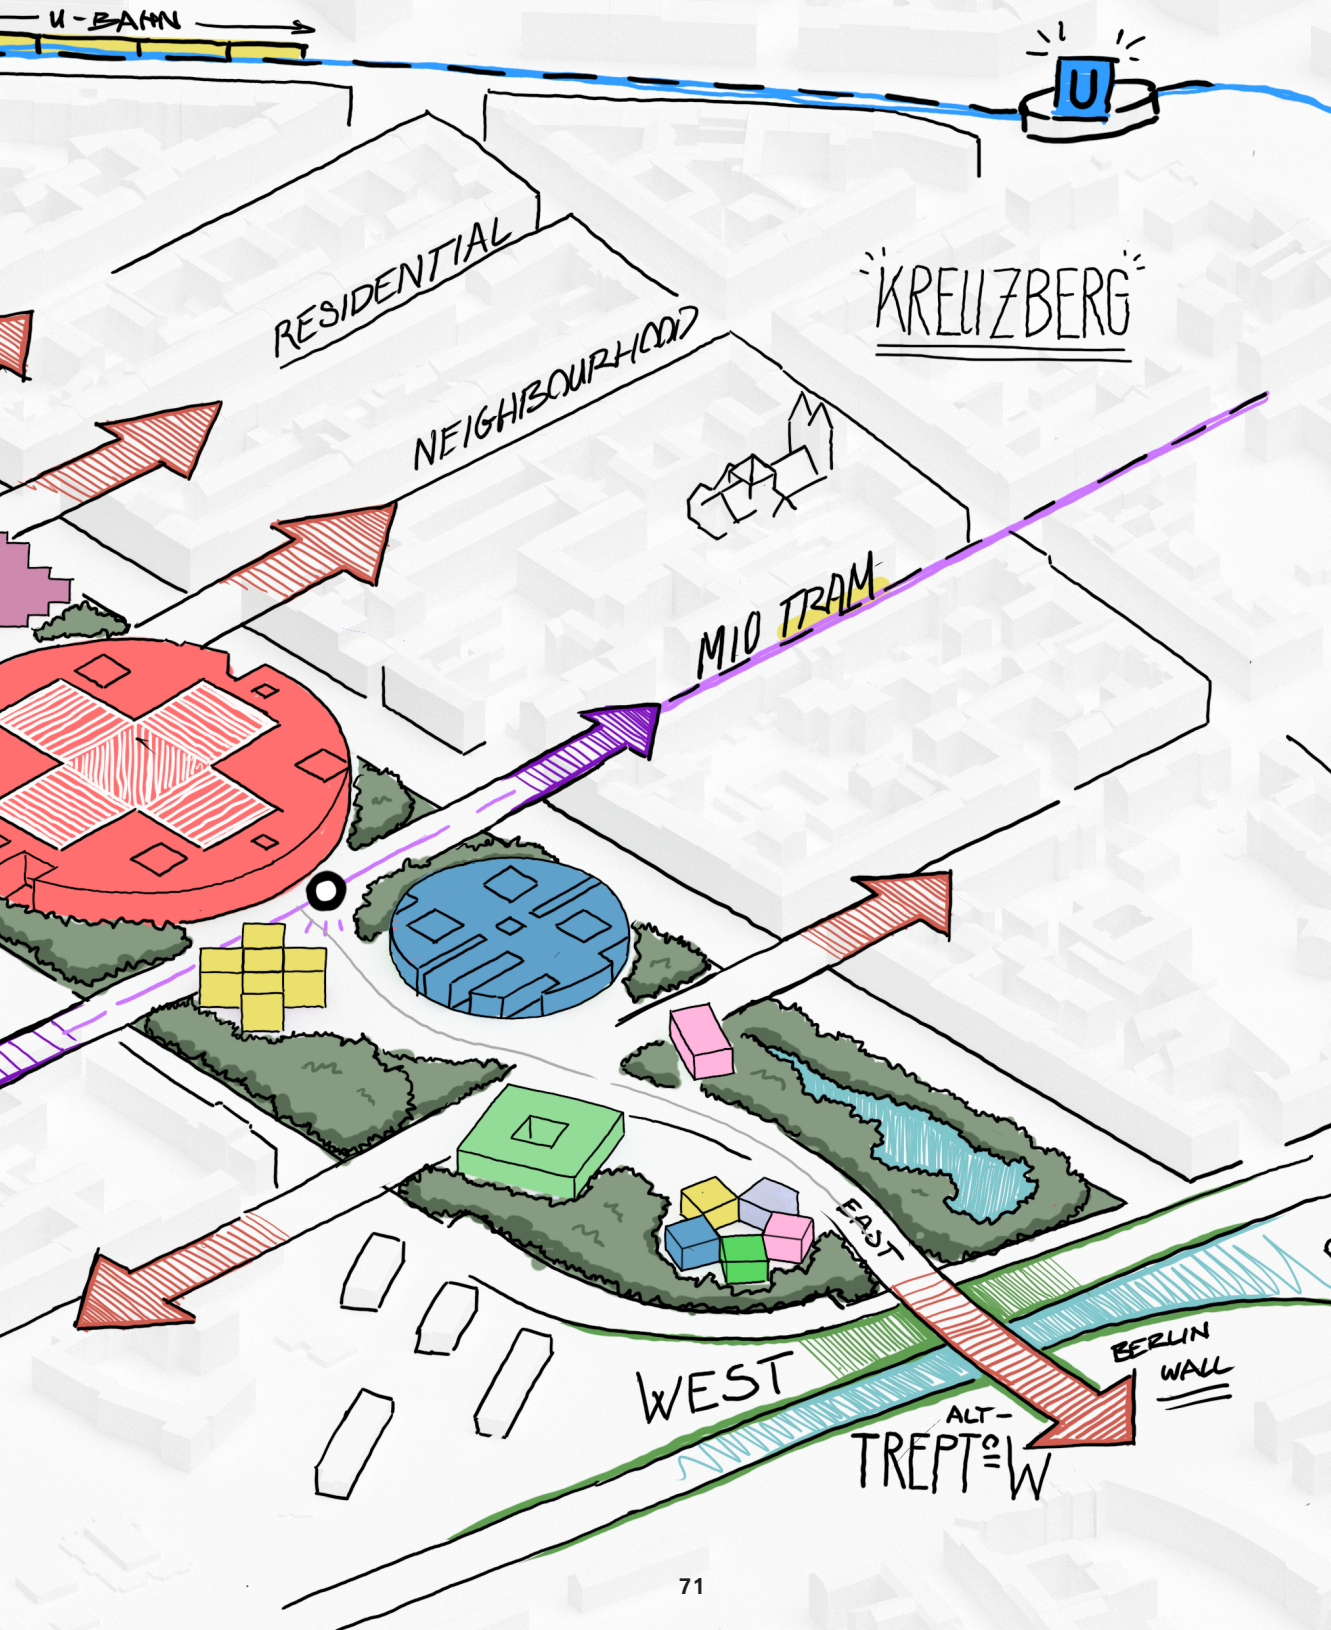 U-BAHN
U
RESIDENTIAL
KREUZBERG
NEIGHBOURHOOD
M10 TRAM
EAST
WEST
BERLIN
WALL
ALT-
TREPTOW
71